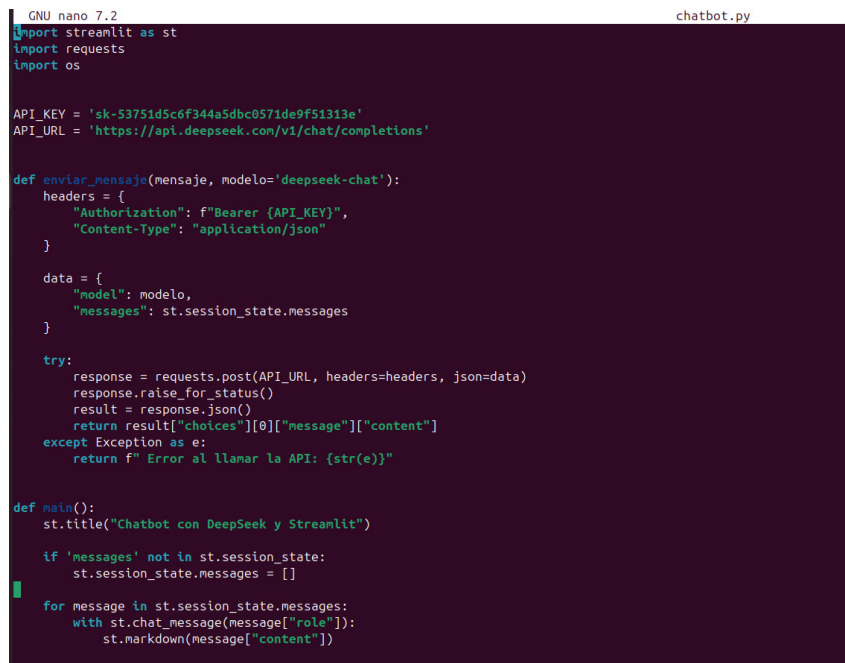 GNU nano 7.2 chatbot.py
import streamlit as st
import requests
import os
API_KEY = 'sk-53751d5c6f344a5dbc0571de9f51313e'
API_URL = 'https://api.deepseek.com/v1/chat/completions'
def enviar_mensaje(mensaje, modelo='deepseek-chat'):
    headers = {
        "Authorization": f"Bearer {API_KEY}",
        "Content-Type": "application/json"
    }
    data = {
        "model": modelo,
        "messages": st.session_state.messages
    }
    try:
        response = requests.post(API_URL, headers=headers, json=data)
        response.raise_for_status()
        result = response.json()
        return result["choices"][0]["message"]["content"]
    except Exception as e:
        return f" Error al llamar la API: {str(e)}"
def main():
    st.title("Chatbot con DeepSeek y Streamlit")
    if 'messages' not in st.session_state:
        st.session_state.messages = []
    for message in st.session_state.messages:
        with st.chat_message(message["role"]):
            st.markdown(message["content"])